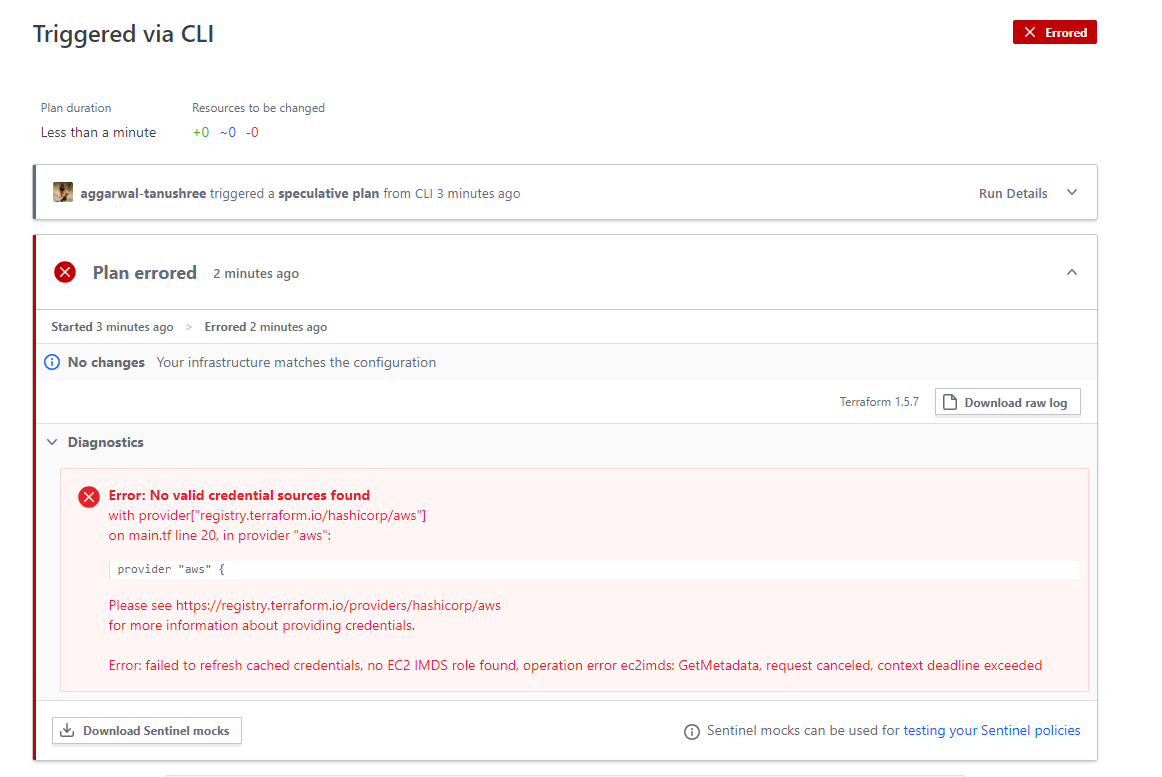 Triggered via CLI
Errored
Plan duration
Resources to be changed
Less than a minute
+0 ~0 -0
aggarwal-tanushree triggered a speculative plan from CLI 3 minutes ago
Run Details
Plan errored 2 minutes ago
Started 3 minutes ago > Errored 2 minutes ago
No changes Your infrastructure matches the configuration
Terraform 1.5.7
Download raw log
Diagnostics
Error: No valid credential sources found
with provider["registry.terraform.io/hashicorp/aws"]
on main.tf line 20, in provider "aws":
provider "aws" {
Please see https://registry.terraform.io/providers/hashicorp/aws
for more information about providing credentials.
Error: failed to refresh cached credentials, no EC2 IMDS role found, operation error ec2imds: GetMetadata, request canceled, context deadline exceeded
Download Sentinel mocks
Sentinel mocks can be used for testing your Sentinel policies